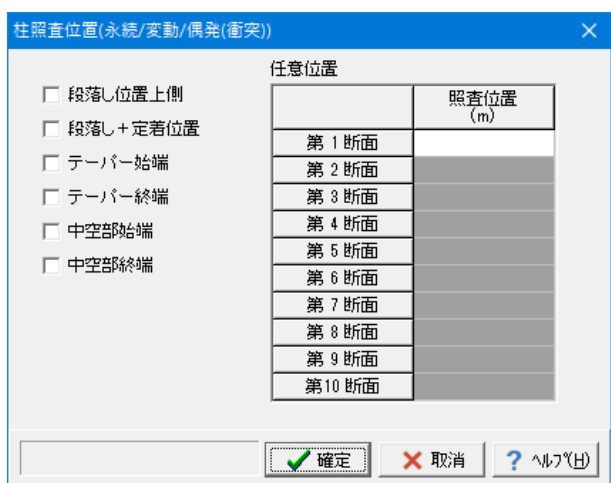 柱照査位置(永続/変動/偶発(衝突))
任意位置
段落し位置上側
段落し+定着位置
テーパー始端
テーパー終端
中空部始端
中空部終端
照査位置
(m)
第 1 断面
第 2 断面
第 3 断面
第 4 断面
第 5 断面
第 6 断面
第 7 断面
第 8 断面
第 9 断面
第10 断面
確定
取消
? ﾍﾙﾌﾟ(H)